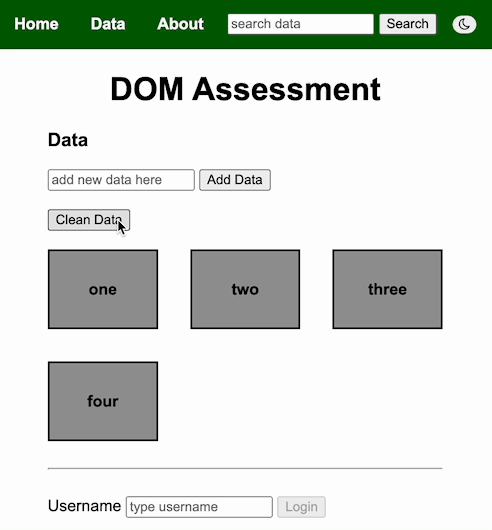 Home Data About search data Search
DOM Assessment
Data
add new data here Add Data
Clean Data
one two three
four
Username type username Login